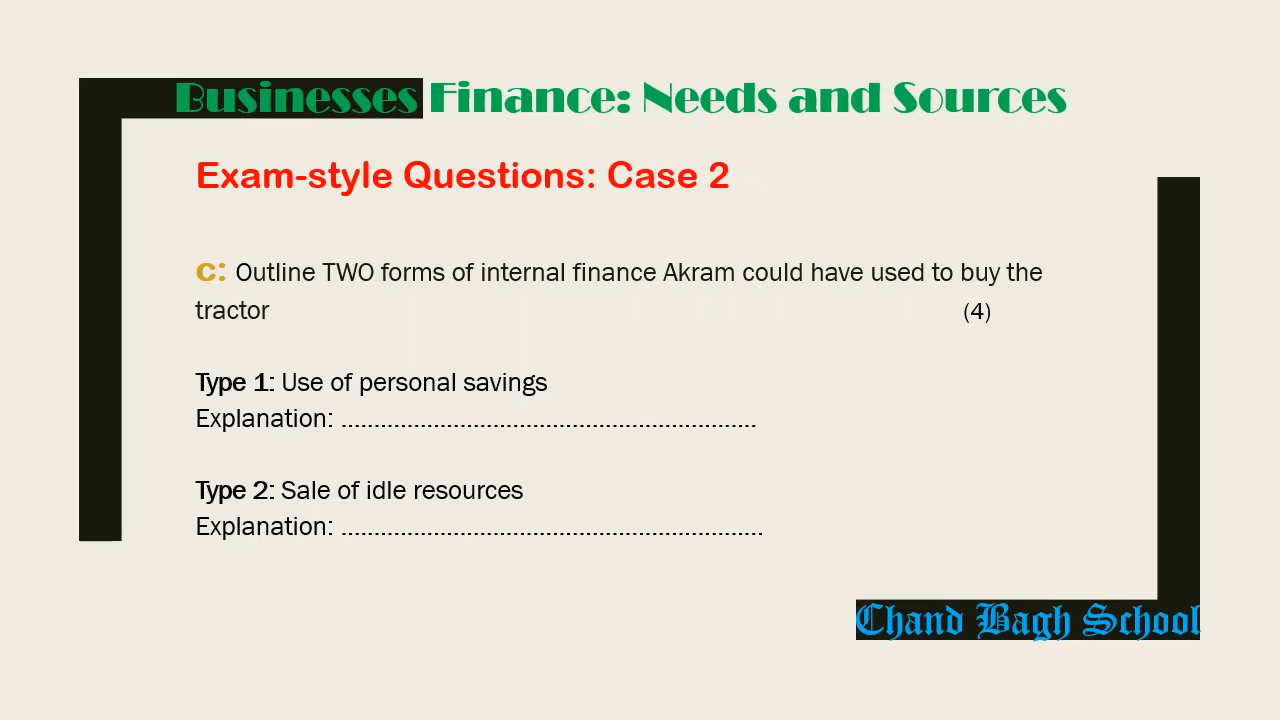 Businesses Finance: Needs and Sources
Exam-style Questions: Case 2
c: Outline TWO forms of internal finance Akram could have used to buy the
tractor (4)
Type 1: Use of personal savings
Explanation: ................................................................
Type 2: Sale of idle resources
Explanation: .................................................................
Chand Bagh School